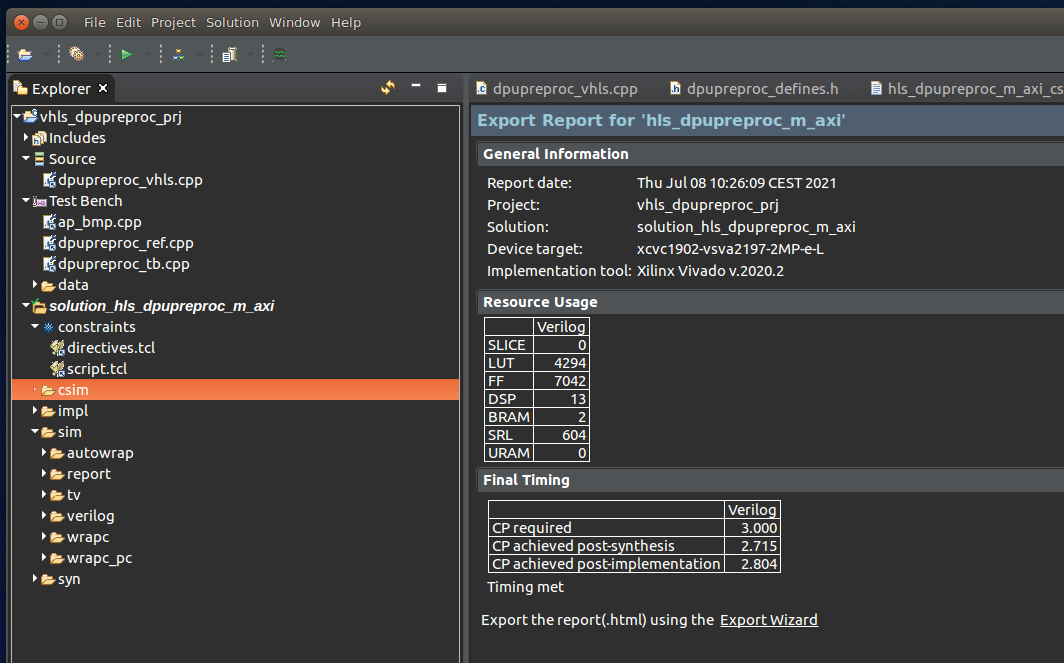 File Edit Project Solution Window Help
Explorer
vhls_dpupreproc_prj
Includes
Source
dpupreproc_vhls.cpp
Test Bench
ap_bmp.cpp
dpupreproc_ref.cpp
dpupreproc_tb.cpp
data
solution_hls_dpupreproc_m_axi
constraints
directives.tcl
script.tcl
csim
impl
sim
autowrap
report
tv
verilog
wrapc
wrapc_pc
syn
dpupreproc_vhls.cpp dpupreproc_defines.h hls_dpupreproc_m_axi_cs
Export Report for 'hls_dpupreproc_m_axi'
General Information
Report date: Thu Jul 08 10:26:09 CEST 2021
Project: vhls_dpupreproc_prj
Solution: solution_hls_dpupreproc_m_axi
Device target: xcvc1902-vsva2197-2MP-e-L
Implementation tool: Xilinx Vivado v.2020.2
Resource Usage
Verilog
SLICE 0
LUT 4294
FF 7042
DSP 13
BRAM 2
SRL 604
URAM 0
Final Timing
Verilog
CP required 3.000
CP achieved post-synthesis 2.715
CP achieved post-implementation 2.804
Timing met
Export the report(.html) using the Export Wizard